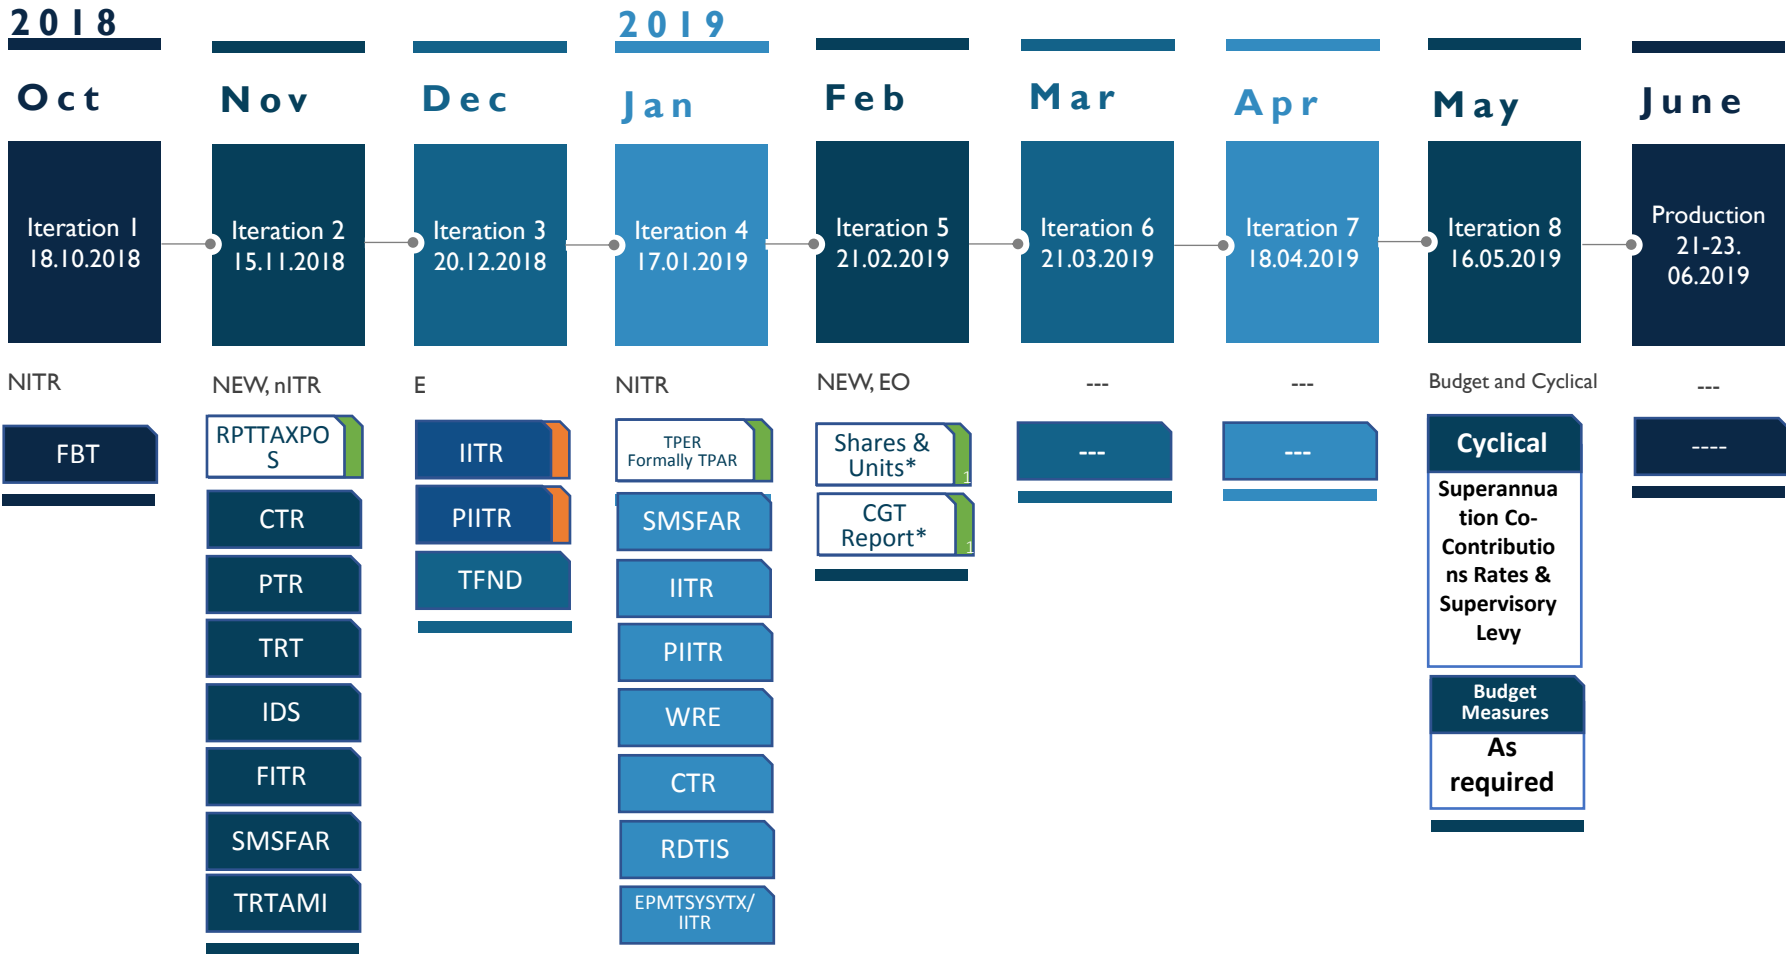 2018
2019
Oct
Nov
Dec
Jan
Feb
Mar
Apr
May
June
Iteration 1
18.10.2018
Iteration 2
15.11.2018
Iteration 3
20.12.2018
Iteration 4
17.01.2019
Iteration 5
21.02.2019
Iteration 6
21.03.2019
Iteration 7
18.04.2019
Iteration 8
16.05.2019
Production
21-23.
06.2019
NITR
NEW, nITR
E
NITR
NEW, EO
---
---
Budget and Cyclical
---
FBT
RPTTAXPO
S
CTR
PTR
TRT
IDS
FITR
SMSFAR
TRTAMI
IITR
PIITR
TFND
TPER
Formally TPAR
SMSFAR
IITR
PIITR
WRE
CTR
RDTIS
EPMTSYSYTX/
IITR
Shares &
Units*
1
CGT
Report*
1
---
---
Cyclical
Superannua
tion Co-
Contributio
ns Rates &
Supervisory
Levy
Budget
Measures
As
required
----